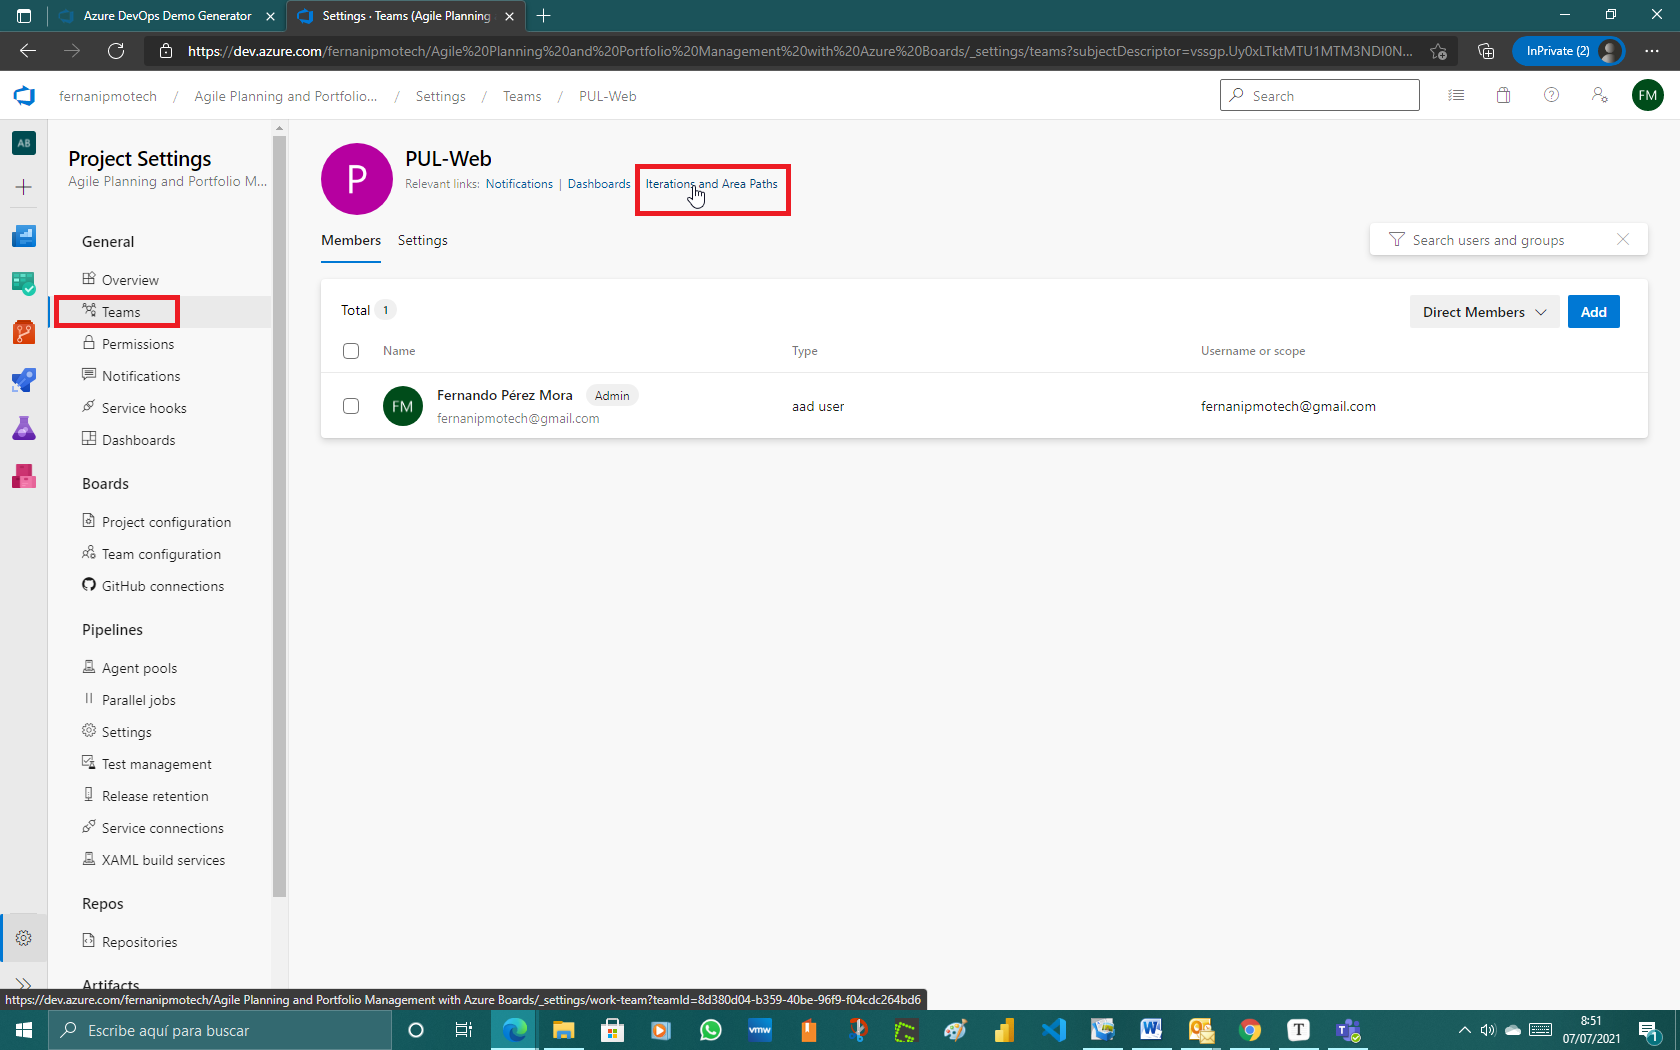 Azure DevOps Demo Generator
Settings · Teams (Agile Planning
https://dev.azure.com/fernanipmotech/Agile%20Planning%20and%20Portfolio%20Management%20with%20Azure%20Boards/_settings/teams?subjectDescriptor=vssgp.Uy0xLTktMTU1MTM3NDI0N...
InPrivate (2)
fernanipmotech / Agile Planning and Portfolio... / Settings / Teams / PUL-Web
Search
FM
AB
Project Settings
Agile Planning and Portfolio M...
General
Overview
Teams
Permissions
Notifications
Service hooks
Dashboards
Boards
Project configuration
Team configuration
GitHub connections
Pipelines
Agent pools
Parallel jobs
Settings
Test management
Release retention
Service connections
XAML build services
Repos
Repositories
Artifacts
P
PUL-Web
Relevant links: Notifications | Dashboards Iterations and Area Paths
Members Settings
Search users and groups
Total 1
Direct Members
Add
Name Type Username or scope
FM
Fernando Pérez Mora Admin
fernanipmotech@gmail.com
aad user
fernanipmotech@gmail.com
https://dev.azure.com/fernanipmotech/Agile Planning and Portfolio Management with Azure Boards/_settings/work-team?teamId=8d380d04-b359-40be-96f9-f04cdc264bd6
Escribe aquí para buscar
vmw
W
T
8:51
07/07/2021
1